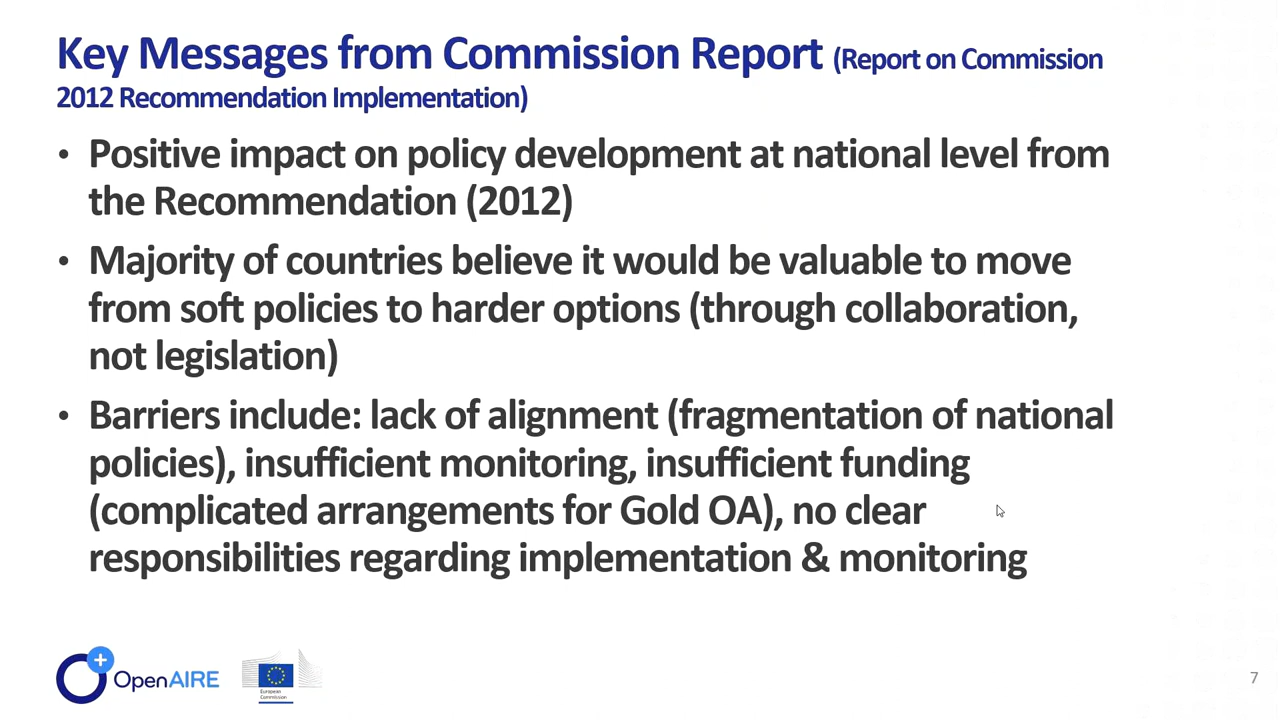 Key Messages from Commission Report (Report on Commission
2012 Recommendation Implementation)
• Positive impact on policy development at national level from
the Recommendation (2012)
• Majority of countries believe it would be valuable to move
from soft policies to harder options (through collaboration,
not legislation)
• Barriers include: lack of alignment (fragmentation of national
policies), insufficient monitoring, insufficient funding
(complicated arrangements for Gold OA), no clear
responsibilities regarding implementation & monitoring
OpenAIRE
European
Commission
7